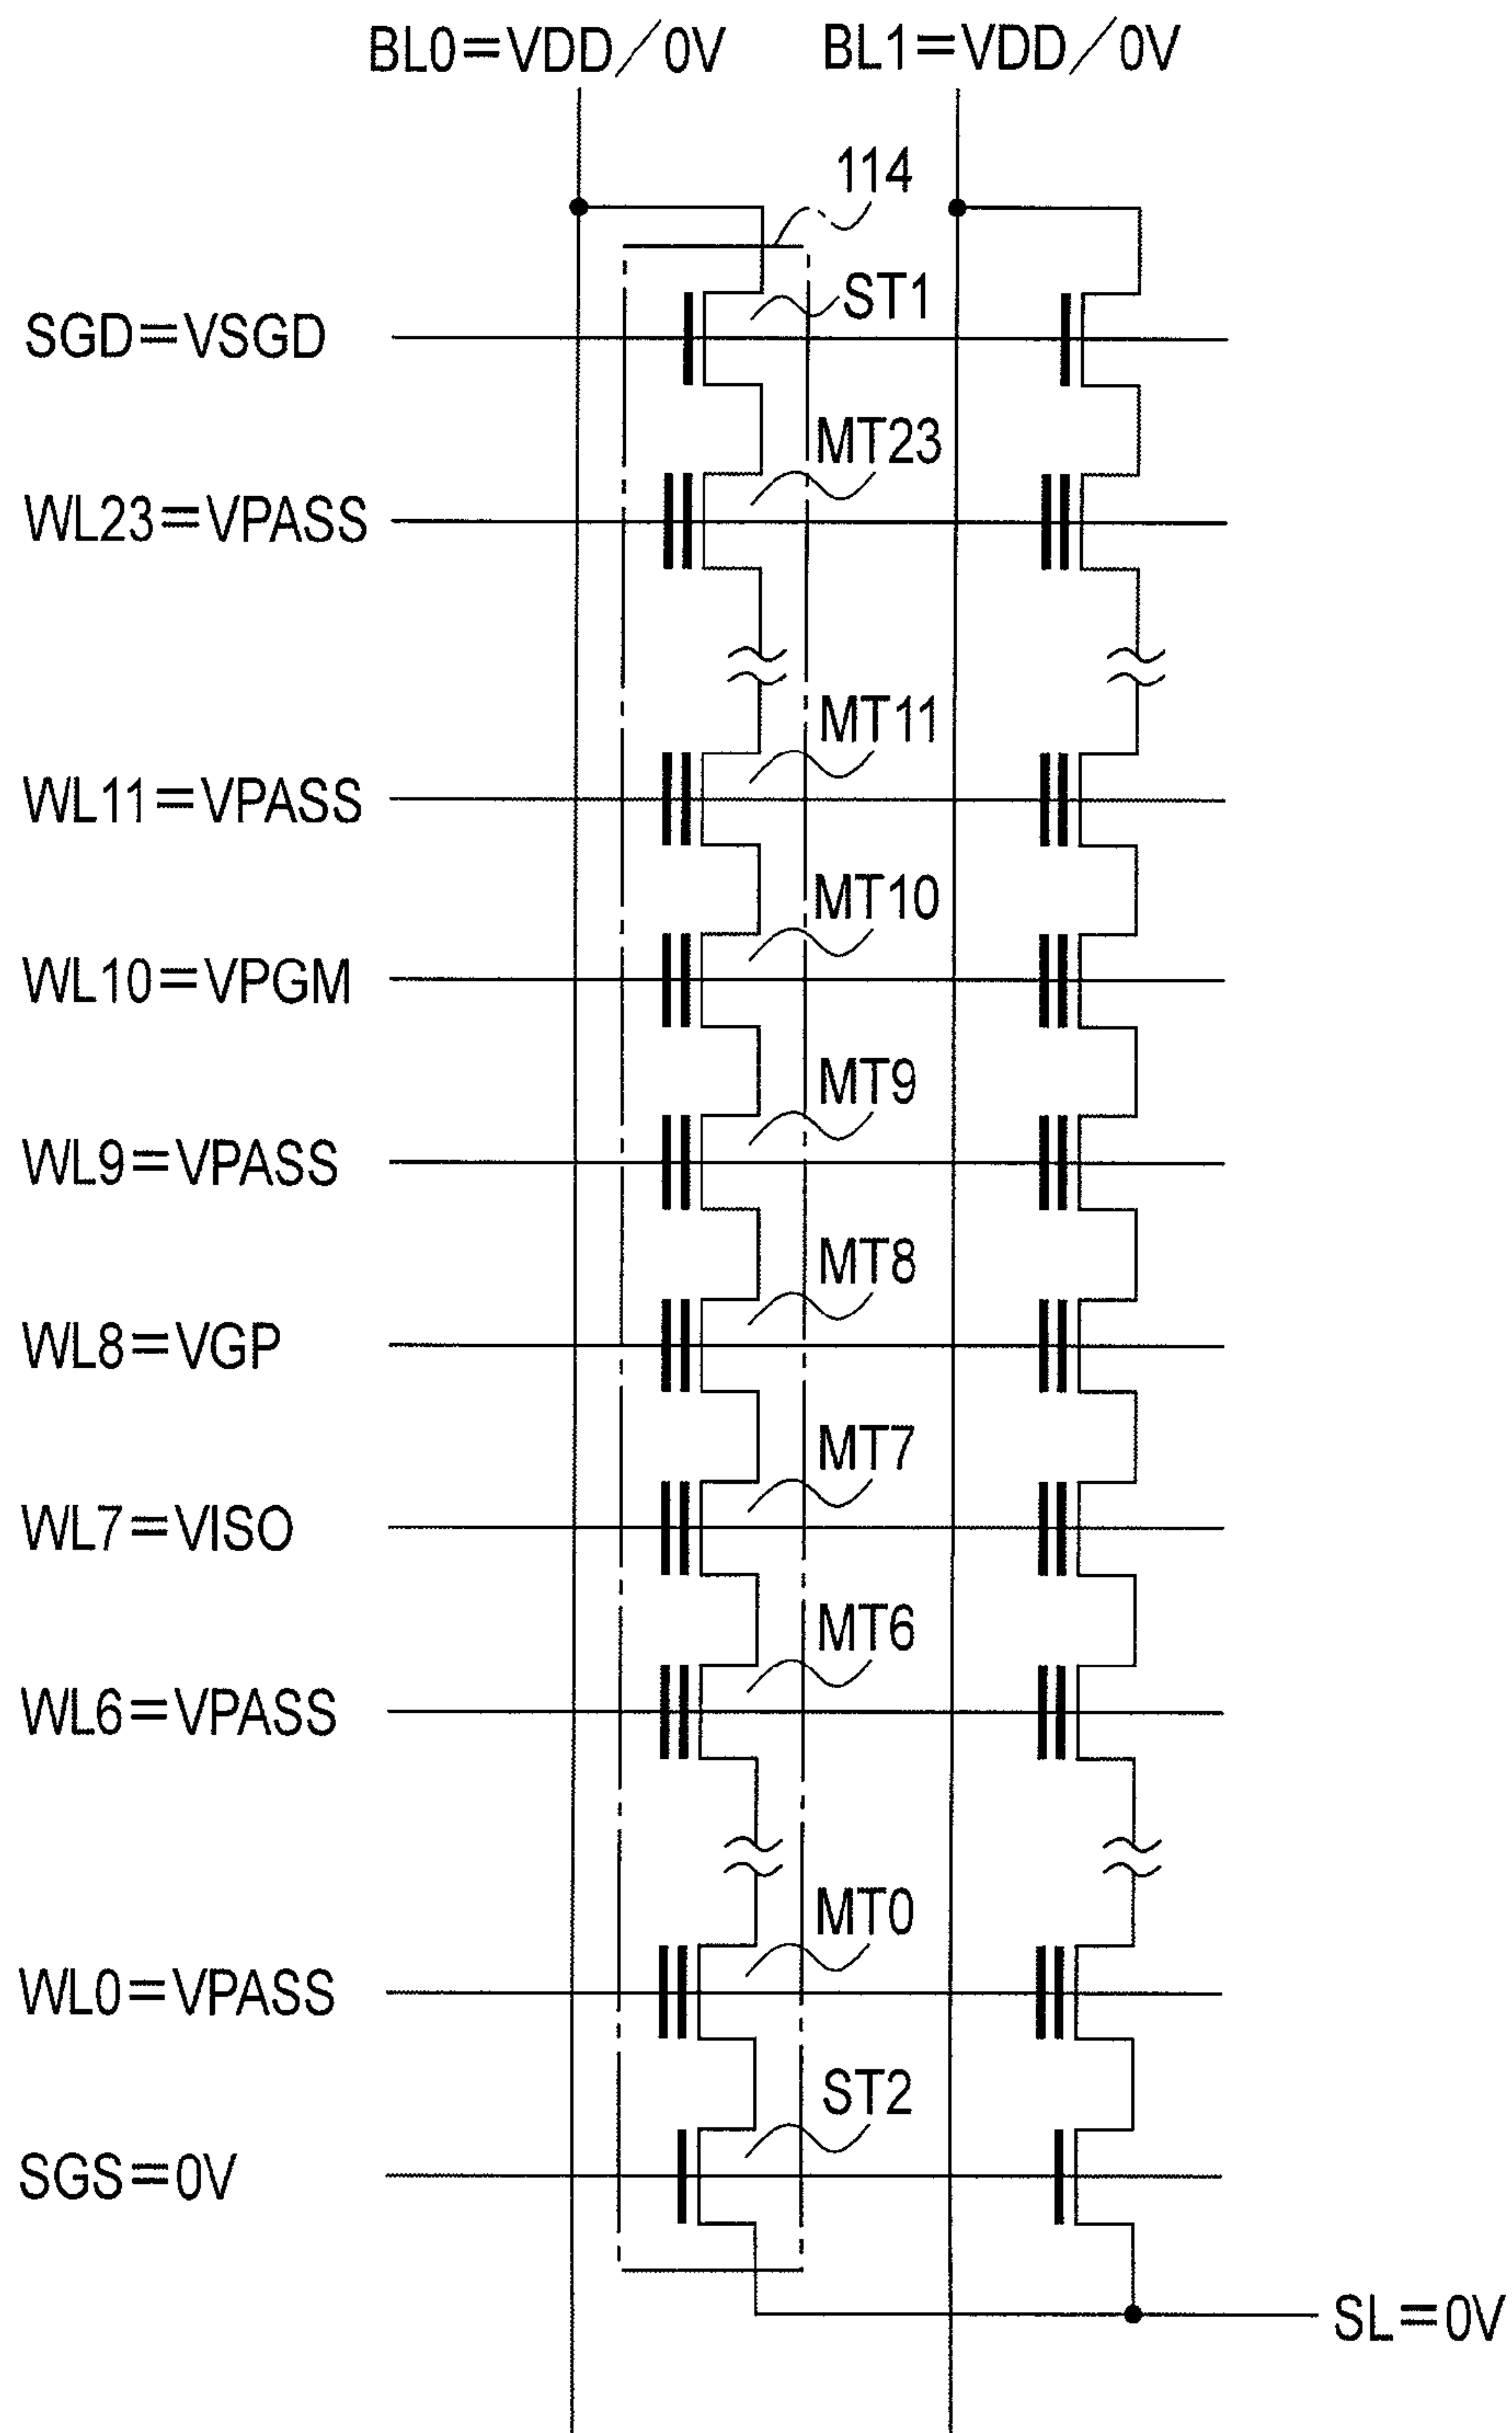 BL0=VDD/0V BL1=VDD/0V
114
SGD=VSGD
ST1
WL23=VPASS
MT23
WL11=VPASS
MT11
WL10=VPGM
MT10
WL9=VPASS
MT9
WL8=VGP
MT8
WL7=VISO
MT7
WL6=VPASS
MT6
WL0=VPASS
MT0
SGS=0V
ST2
SL=0V